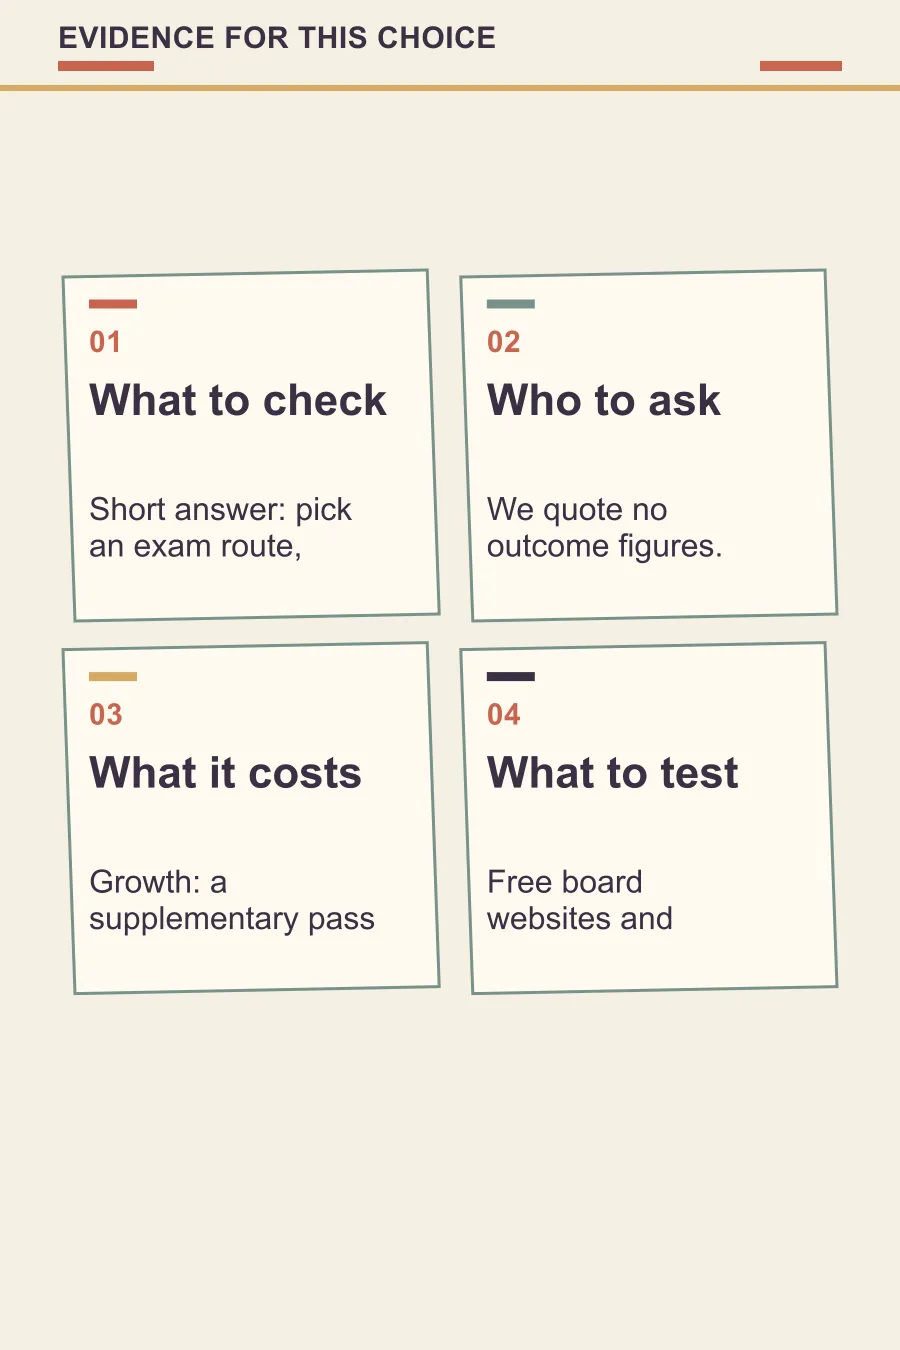 EVIDENCE FOR THIS CHOICE
01
What to check
Short answer: pick
an exam route,
02
Who to ask
We quote no
outcome figures.
03
What it costs
Growth: a
supplementary pass
04
What to test
Free board
websites and